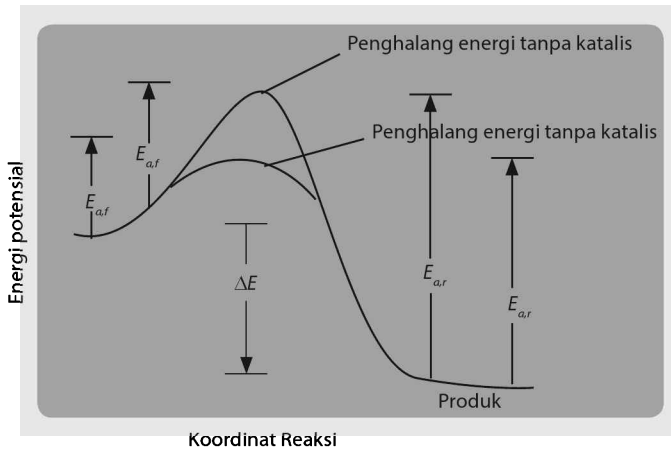 Penghalang energi tanpa katalis
Penghalang energi tanpa katalis
E a,f
E a,f
ΔE
E a,r
E a,r
Produk
Energi potensial
Koordinat Reaksi